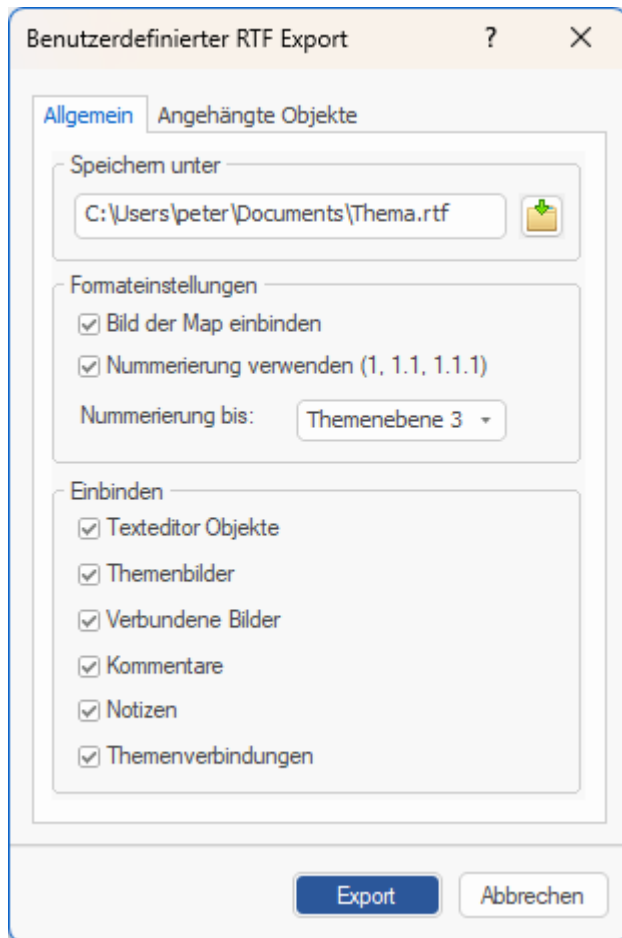 Benutzerdefinierter RTF Export ?
Allgemein Angehängte Objekte
Speichern unter
C:\Users\peter\Documents\Thema.rtf
Formateinstellungen
Bild der Map einbinden
Nummerierung verwenden (1, 1.1, 1.1.1)
Nummerierung bis: Themenebene 3
Einbinden
Texteditor Objekte
Themenbilder
Verbundene Bilder
Kommentare
Notizen
Themenverbindungen
Export Abbrechen